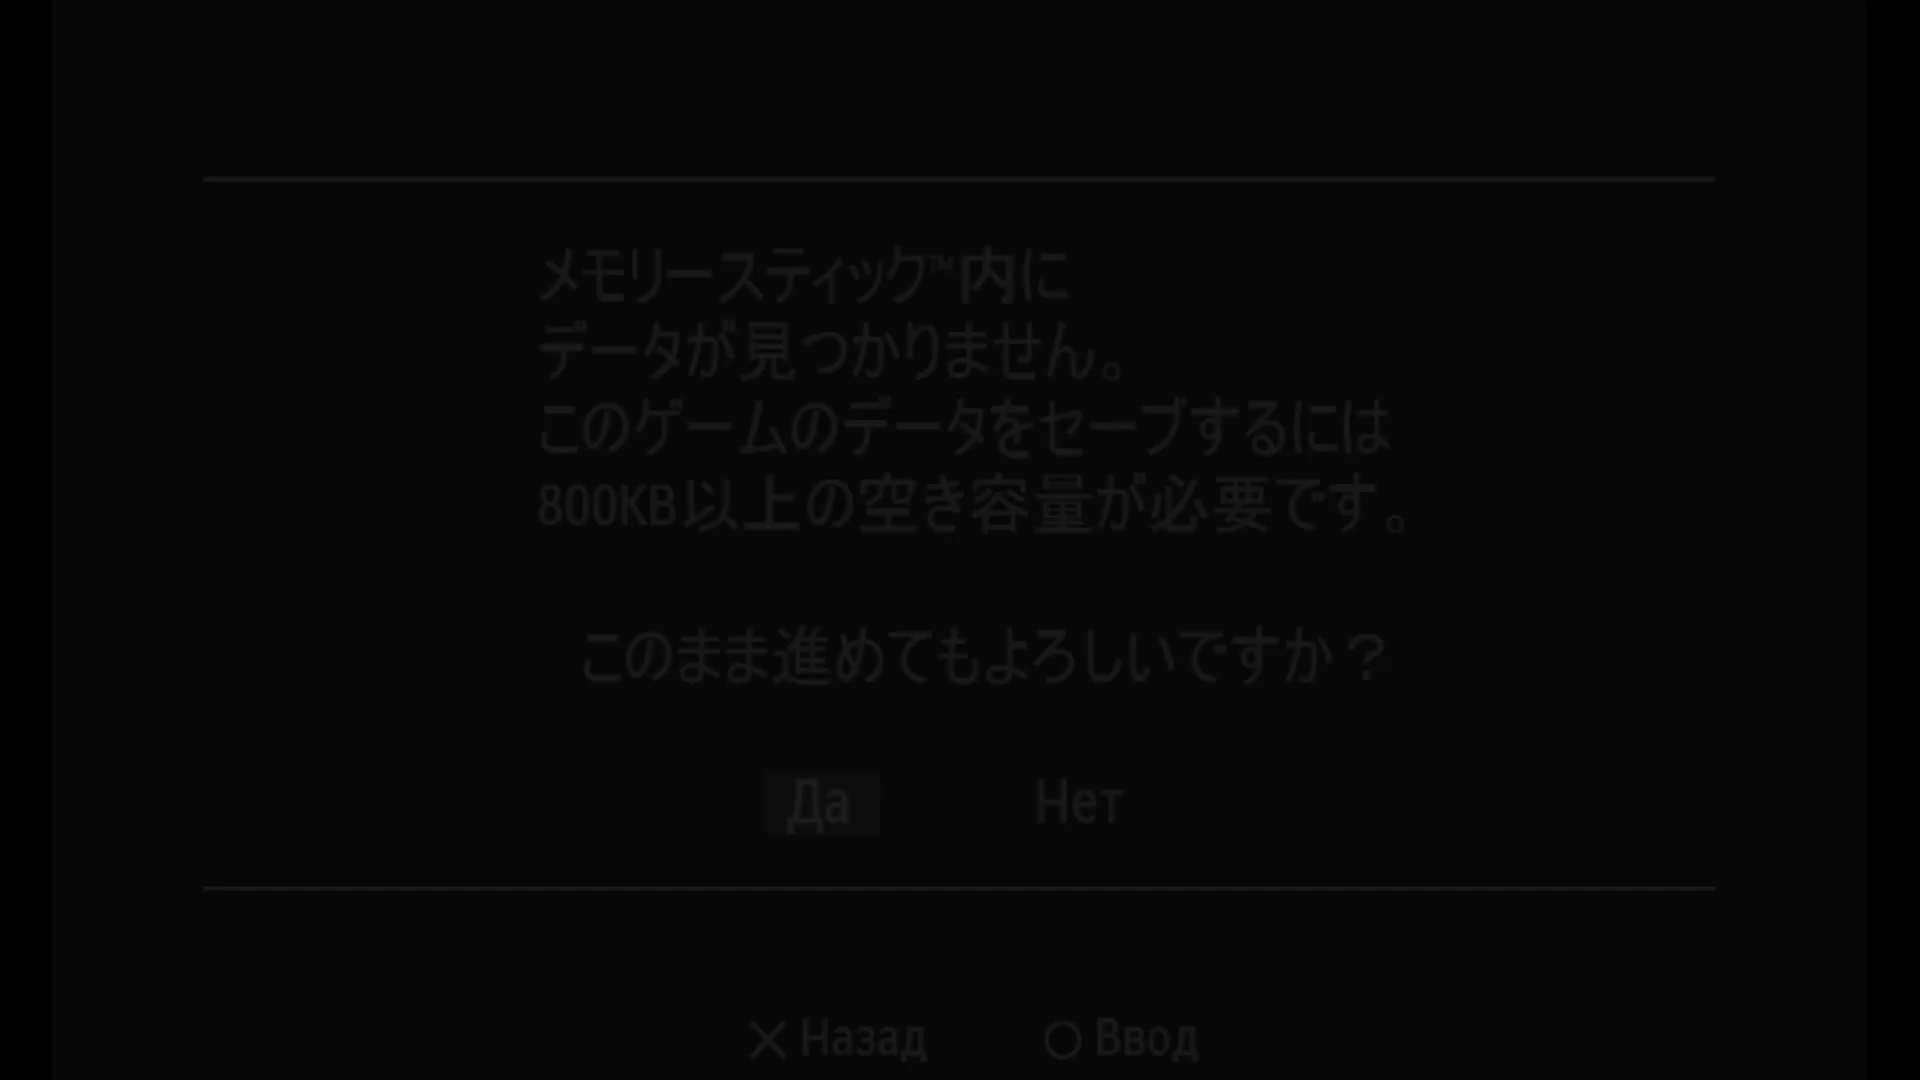 メモリースティック™内に
データが見つかりません。
このゲームのデータをセーブするには
800KB以上の空き容量が必要です。
このまま進めてもよろしいですか？
Да Нет
Назад Ввод